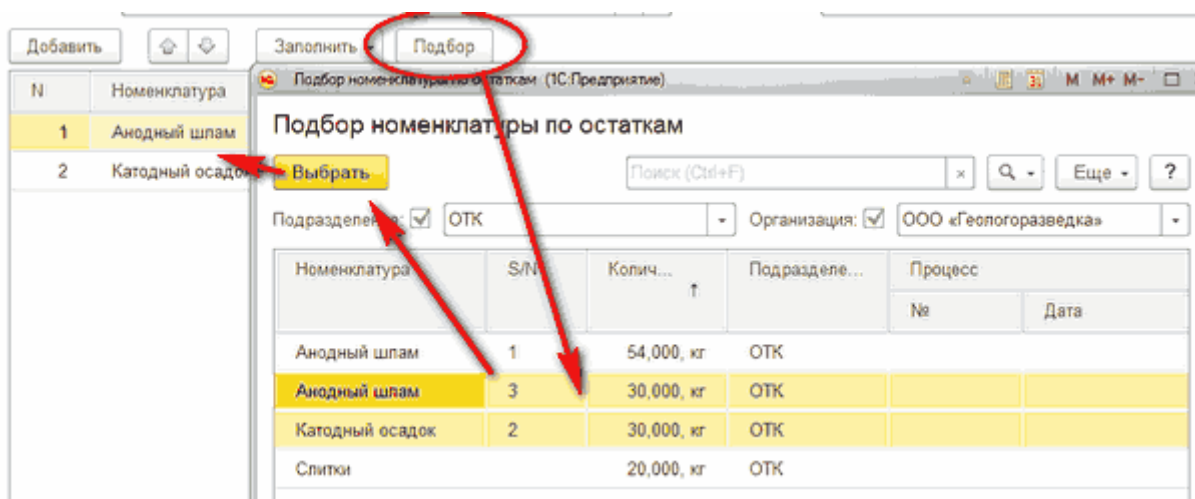 Добавить Заполнить Подбор
N Номенклатура
1 Анодный шлам
2 Катодный осадок
Подбор номенклатуры по остаткам (1С:Предприятие) M M+ M-
Подбор номенклатуры по остаткам
Выбрать Поиск (Ctrl+F) × Еще ?
Подразделение: ОТК Организация: ООО «Геологоразведка»
Номенклатура S/N Колич... ↑ Подразделе... Процесс
№ Дата
Анодный шлам 1 54,000, кг ОТК
Анодный шлам 3 30,000, кг ОТК
Катодный осадок 2 30,000, кг ОТК
Слитки 20,000, кг ОТК